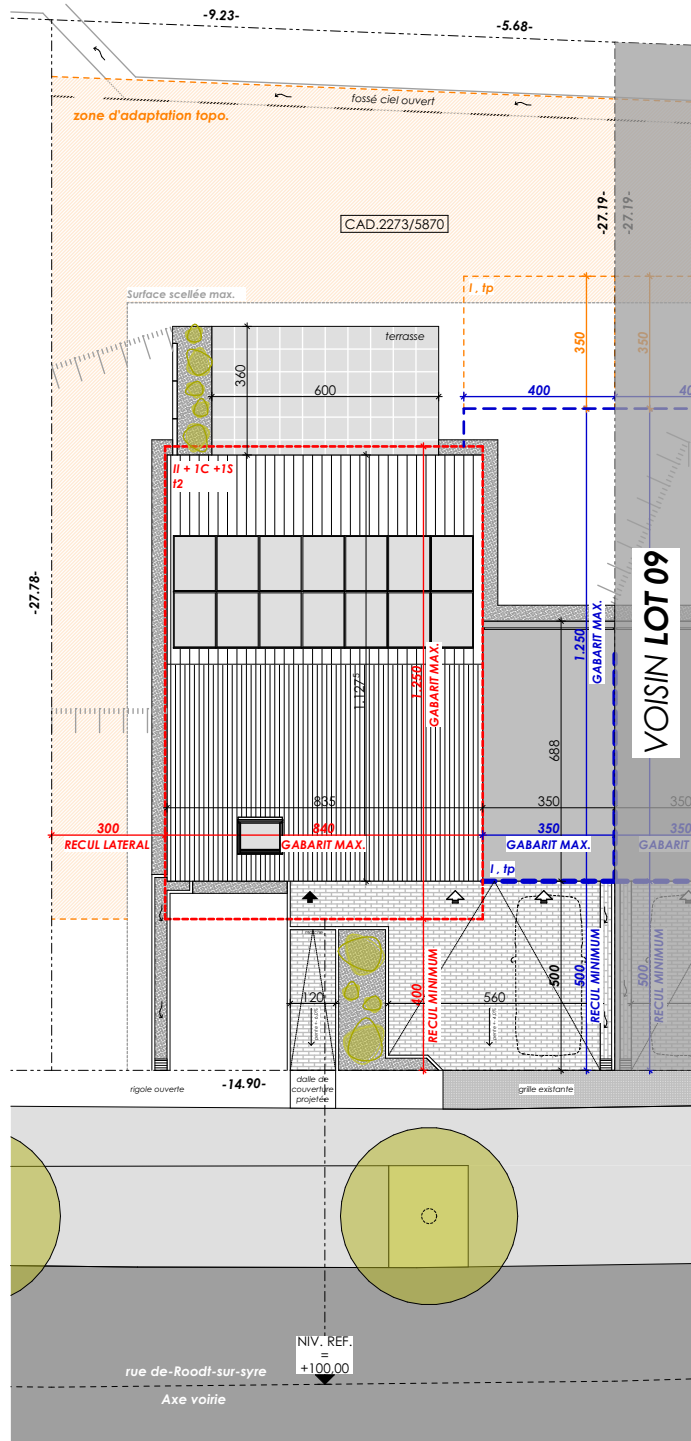 -9.23-
-5.68-
fossé ciel ouvert
zone d'adaptation topo.
-27.19-
-27.19-
CAD.2273/5870
I , tp
Surface scellée max.
terrasse
350
350
360
600
400
II + 1C +1S
t2
-27.78-
VOISIN LOT 09
1.250
GABARIT MAX.
1.250
GABARIT MAX.
1.127⁵
688
835
350
350
300
RECUL LATERAL
840
GABARIT MAX.
350
GABARIT MAX.
350
GABARIT
I , tp
400
RECUL MINIMUM
500
500
RECUL MINIMUM
500
RECUL MINIMUM
120
560
rigole ouverte
-14.90-
dalle de
couverture
projetée
grille existante
NIV. REF.
=
+100,00
rue de-Roodt-sur-syre
Axe voirie